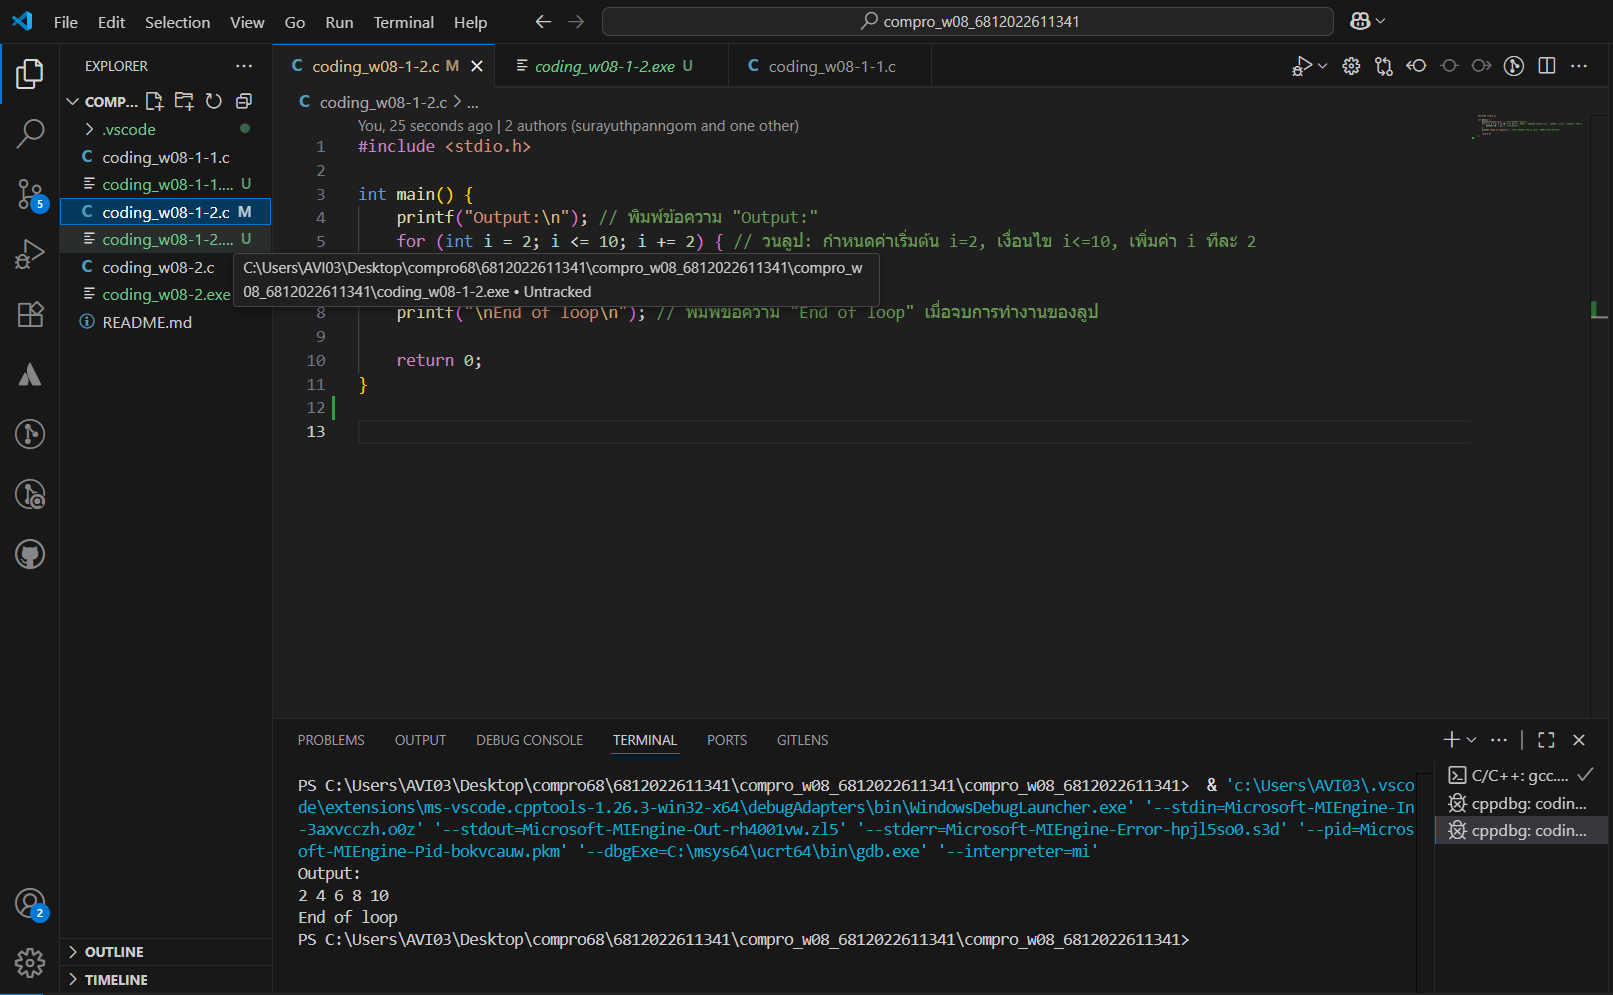 File Edit Selection View Go Run Terminal Help
compro_w08_6812022611341
EXPLORER
COMP...
.vscode
coding_w08-1-1.c
coding_w08-1-1.... U
coding_w08-1-2.c M
coding_w08-1-2.... U
coding_w08-2.c
coding_w08-2.exe
README.md
5
2
OUTLINE
TIMELINE
coding_w08-1-2.c M
coding_w08-1-2.exe U
coding_w08-1-1.c
coding_w08-1-2.c > ...
You, 25 seconds ago | 2 authors (surayuthpanngom and one other)
1 #include <stdio.h>
2
3 int main() {
4 printf("Output:\n"); // พิมพ์ข้อความ "Output:"
5 for (int i = 2; i <= 10; i += 2) { // วนลูป: กำหนดค่าเริ่มต้น i=2, เงื่อนไข i<=10, เพิ่มค่า i ทีละ 2
C:\Users\AVI03\Desktop\compro68\6812022611341\compro_w08_6812022611341\compro_w
08_6812022611341\coding_w08-1-2.exe • Untracked
8 printf("\nEnd of loop\n"); // พิมพ์ข้อความ "End of loop" เมื่อจบการทำงานของลูป
9
10 return 0;
11 }
12
13
PROBLEMS OUTPUT DEBUG CONSOLE TERMINAL PORTS GITLENS
PS C:\Users\AVI03\Desktop\compro68\6812022611341\compro_w08_6812022611341\compro_w08_6812022611341> & 'c:\Users\AVI03\.vsco
de\extensions\ms-vscode.cpptools-1.26.3-win32-x64\debugAdapters\bin\WindowsDebugLauncher.exe' '--stdin=Microsoft-MIEngine-In
-3axvcczh.o0z' '--stdout=Microsoft-MIEngine-Out-rh4001vw.zl5' '--stderr=Microsoft-MIEngine-Error-hpjl5so0.s3d' '--pid=Micros
oft-MIEngine-Pid-bokvcauw.pkm' '--dbgExe=C:\msys64\ucrt64\bin\gdb.exe' '--interpreter=mi'
Output:
2 4 6 8 10
End of loop
PS C:\Users\AVI03\Desktop\compro68\6812022611341\compro_w08_6812022611341\compro_w08_6812022611341>
C/C++: gcc....
cppdbg: codin...
cppdbg: codin...